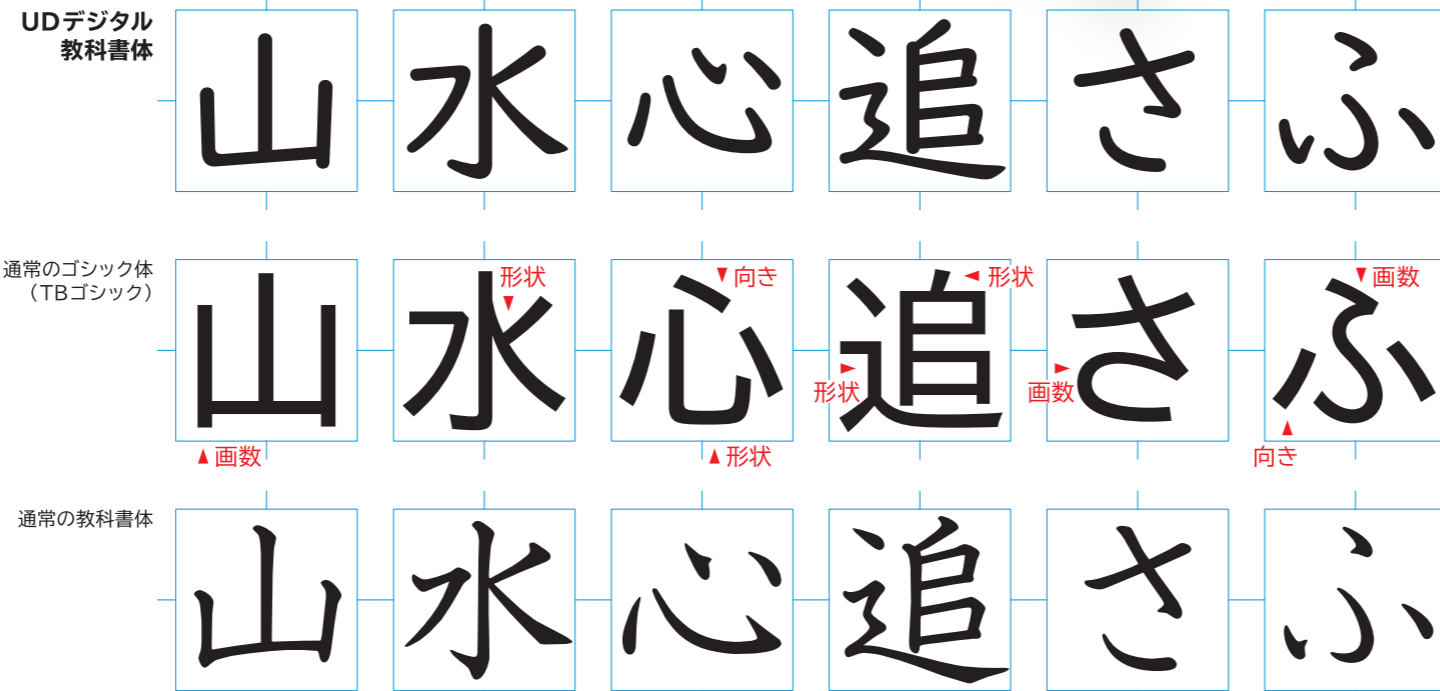 UDデジタル
教科書体
山 水 心 追 さ ふ
通常のゴシック体
（TBゴシック）
山 水 心 追 さ ふ
形状
向き
形状
画数
形状
画数
画数
形状
向き
通常の教科書体
山 水 心 追 さ ふ